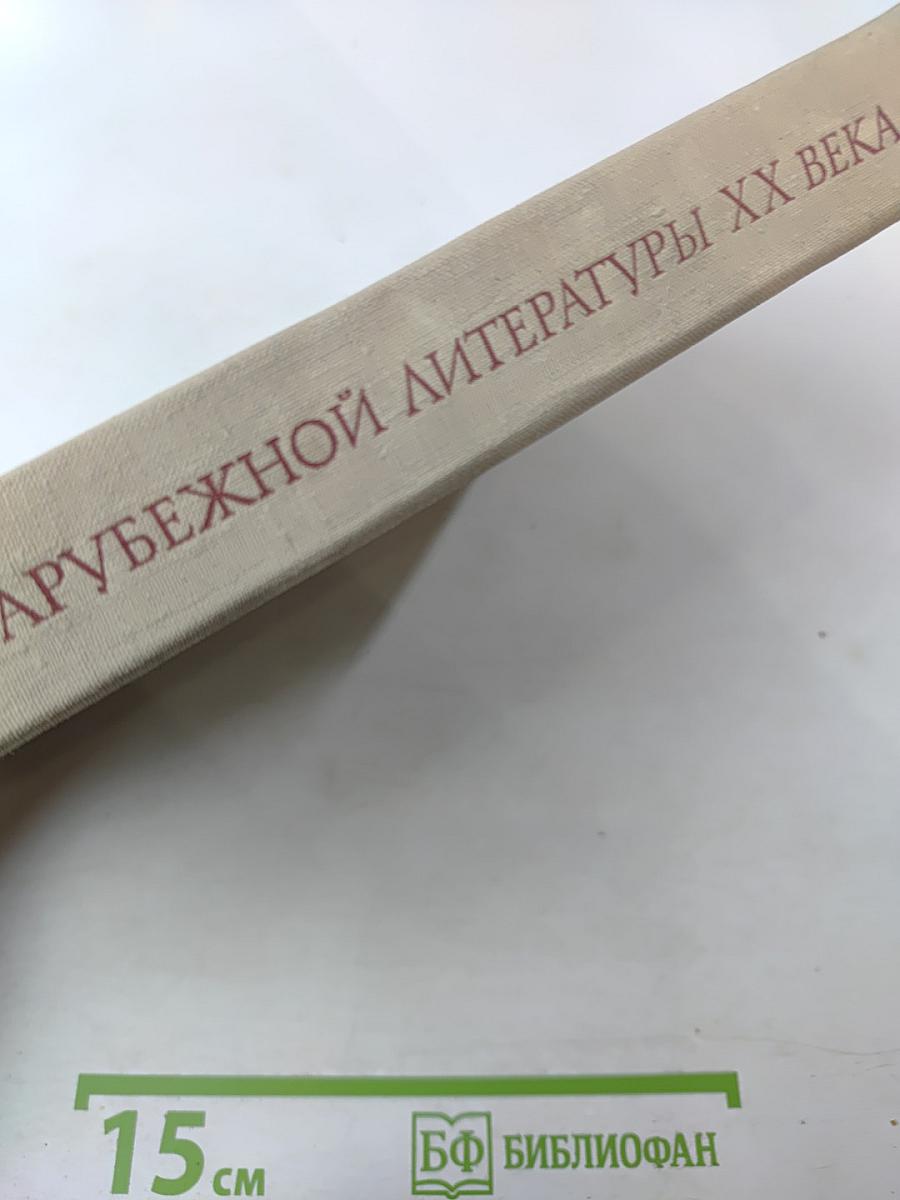 АРУБЕЖНОЙ ЛИТЕРАТУРЫ XX ВЕКА
15 см
БФ БИБЛИОФАН